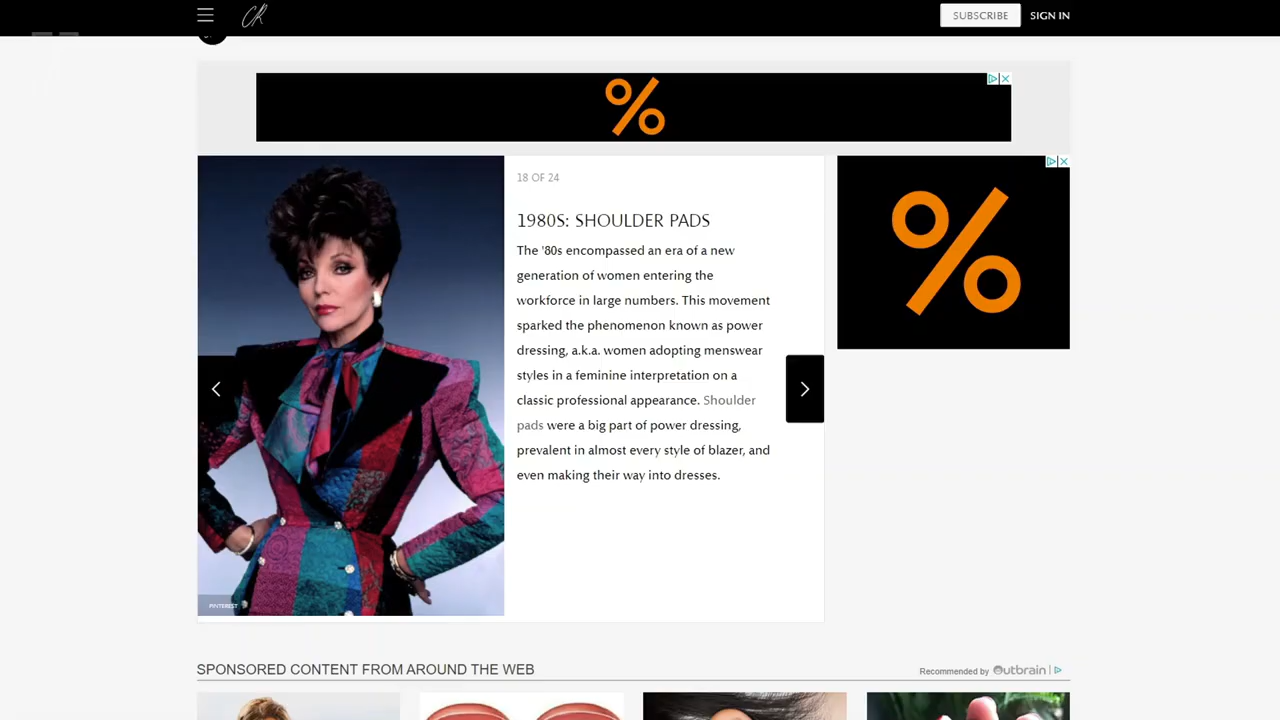 CR
SUBSCRIBE
SIGN IN
%
18 OF 24
1980S: SHOULDER PADS
The '80s encompassed an era of a new
generation of women entering the
workforce in large numbers. This movement
sparked the phenomenon known as power
dressing, a.k.a. women adopting menswear
styles in a feminine interpretation on a
classic professional appearance. Shoulder
pads were a big part of power dressing,
prevalent in almost every style of blazer, and
even making their way into dresses.
%
PINTEREST
SPONSORED CONTENT FROM AROUND THE WEB
Recommended by Outbrain